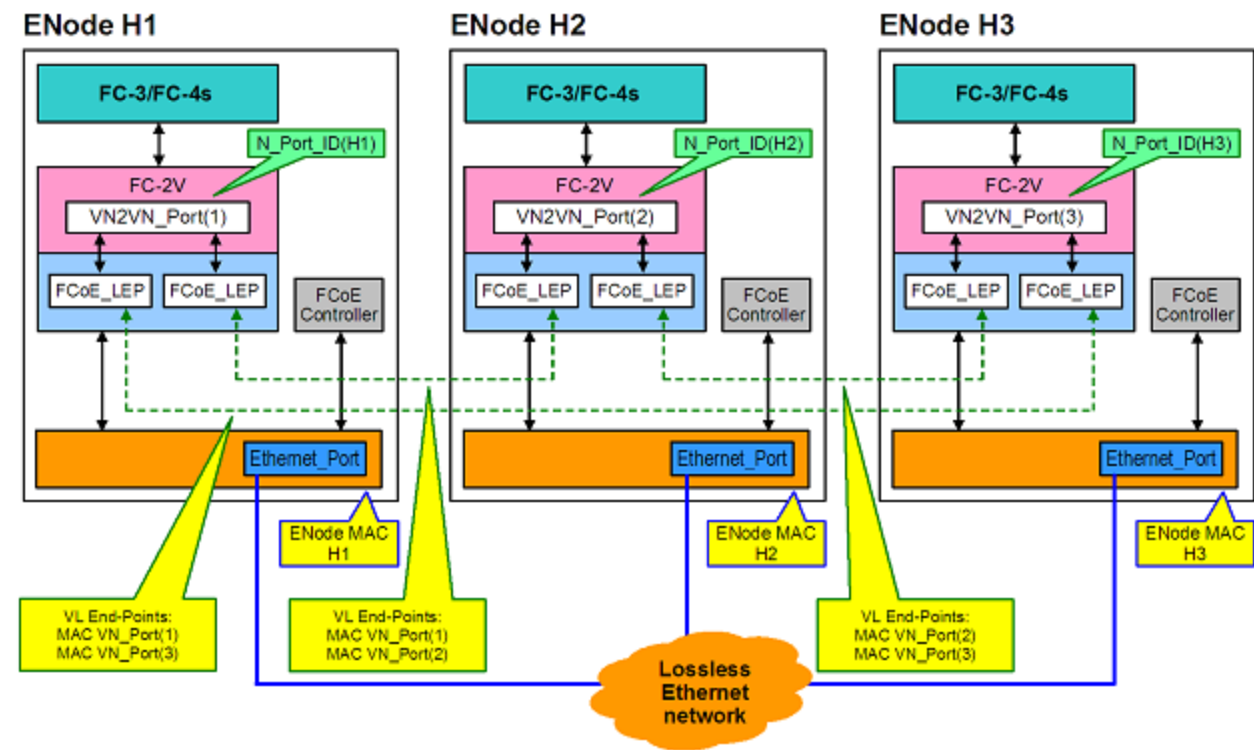 ENode H1
ENode H2
ENode H3
FC-3/FC-4s
FC-3/FC-4s
FC-3/FC-4s
N_Port_ID(H1)
N_Port_ID(H2)
N_Port_ID(H3)
FC-2V
FC-2V
FC-2V
VN2VN_Port(1)
VN2VN_Port(2)
VN2VN_Port(3)
FCoE_LEP
FCoE_LEP
FCoE
Controller
FCoE_LEP
FCoE_LEP
FCoE
Controller
FCoE_LEP
FCoE_LEP
FCoE
Controller
Ethernet_Port
Ethernet_Port
Ethernet_Port
ENode MAC
H1
ENode MAC
H2
ENode MAC
H3
VL End-Points:
MAC VN_Port(1)
MAC VN_Port(3)
VL End-Points:
MAC VN_Port(1)
MAC VN_Port(2)
VL End-Points:
MAC VN_Port(2)
MAC VN_Port(3)
Lossless
Ethernet
network